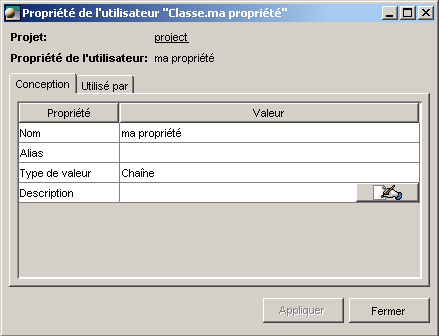 Propriété de l'utilisateur "Classe.ma propriété"
Projet: project
Propriété de l'utilisateur: ma propriété
Conception Utilisé par
Propriété Valeur
Nom ma propriété
Alias
Type de valeur Chaîne
Description
Appliquer Fermer